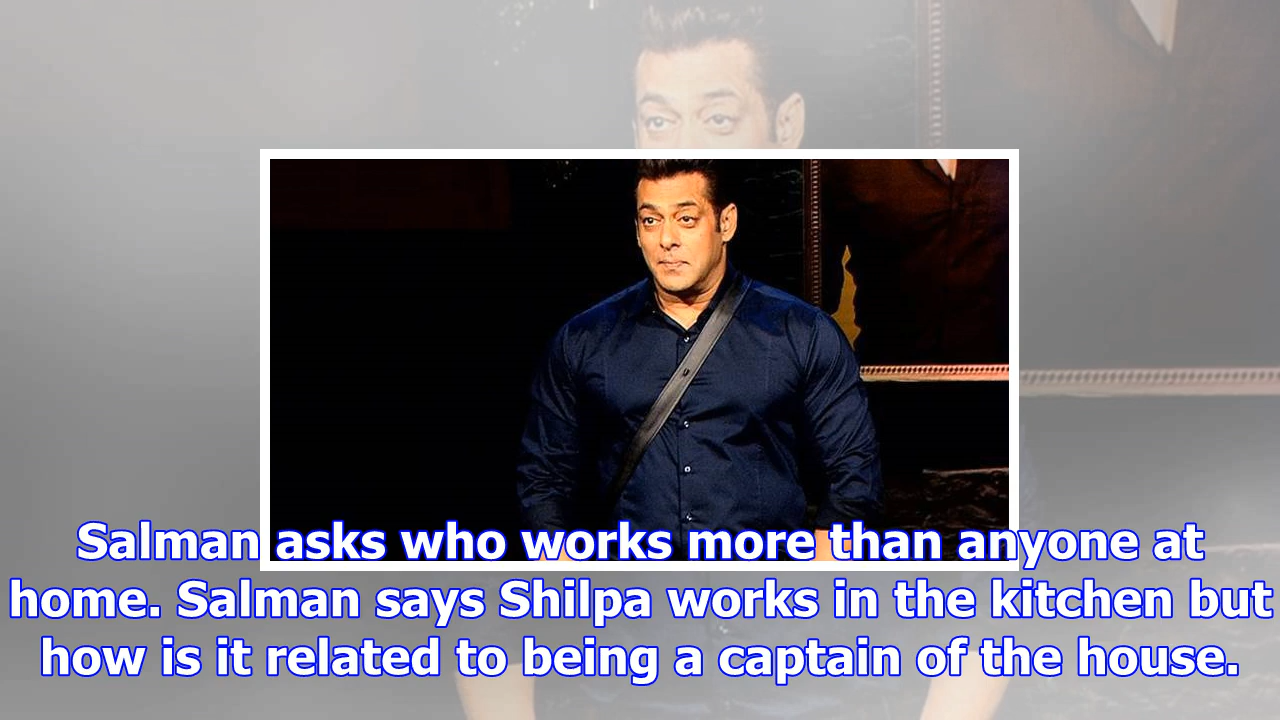 Salman asks who works more than anyone at
home. Salman says Shilpa works in the kitchen but
how is it related to being a captain of the house.